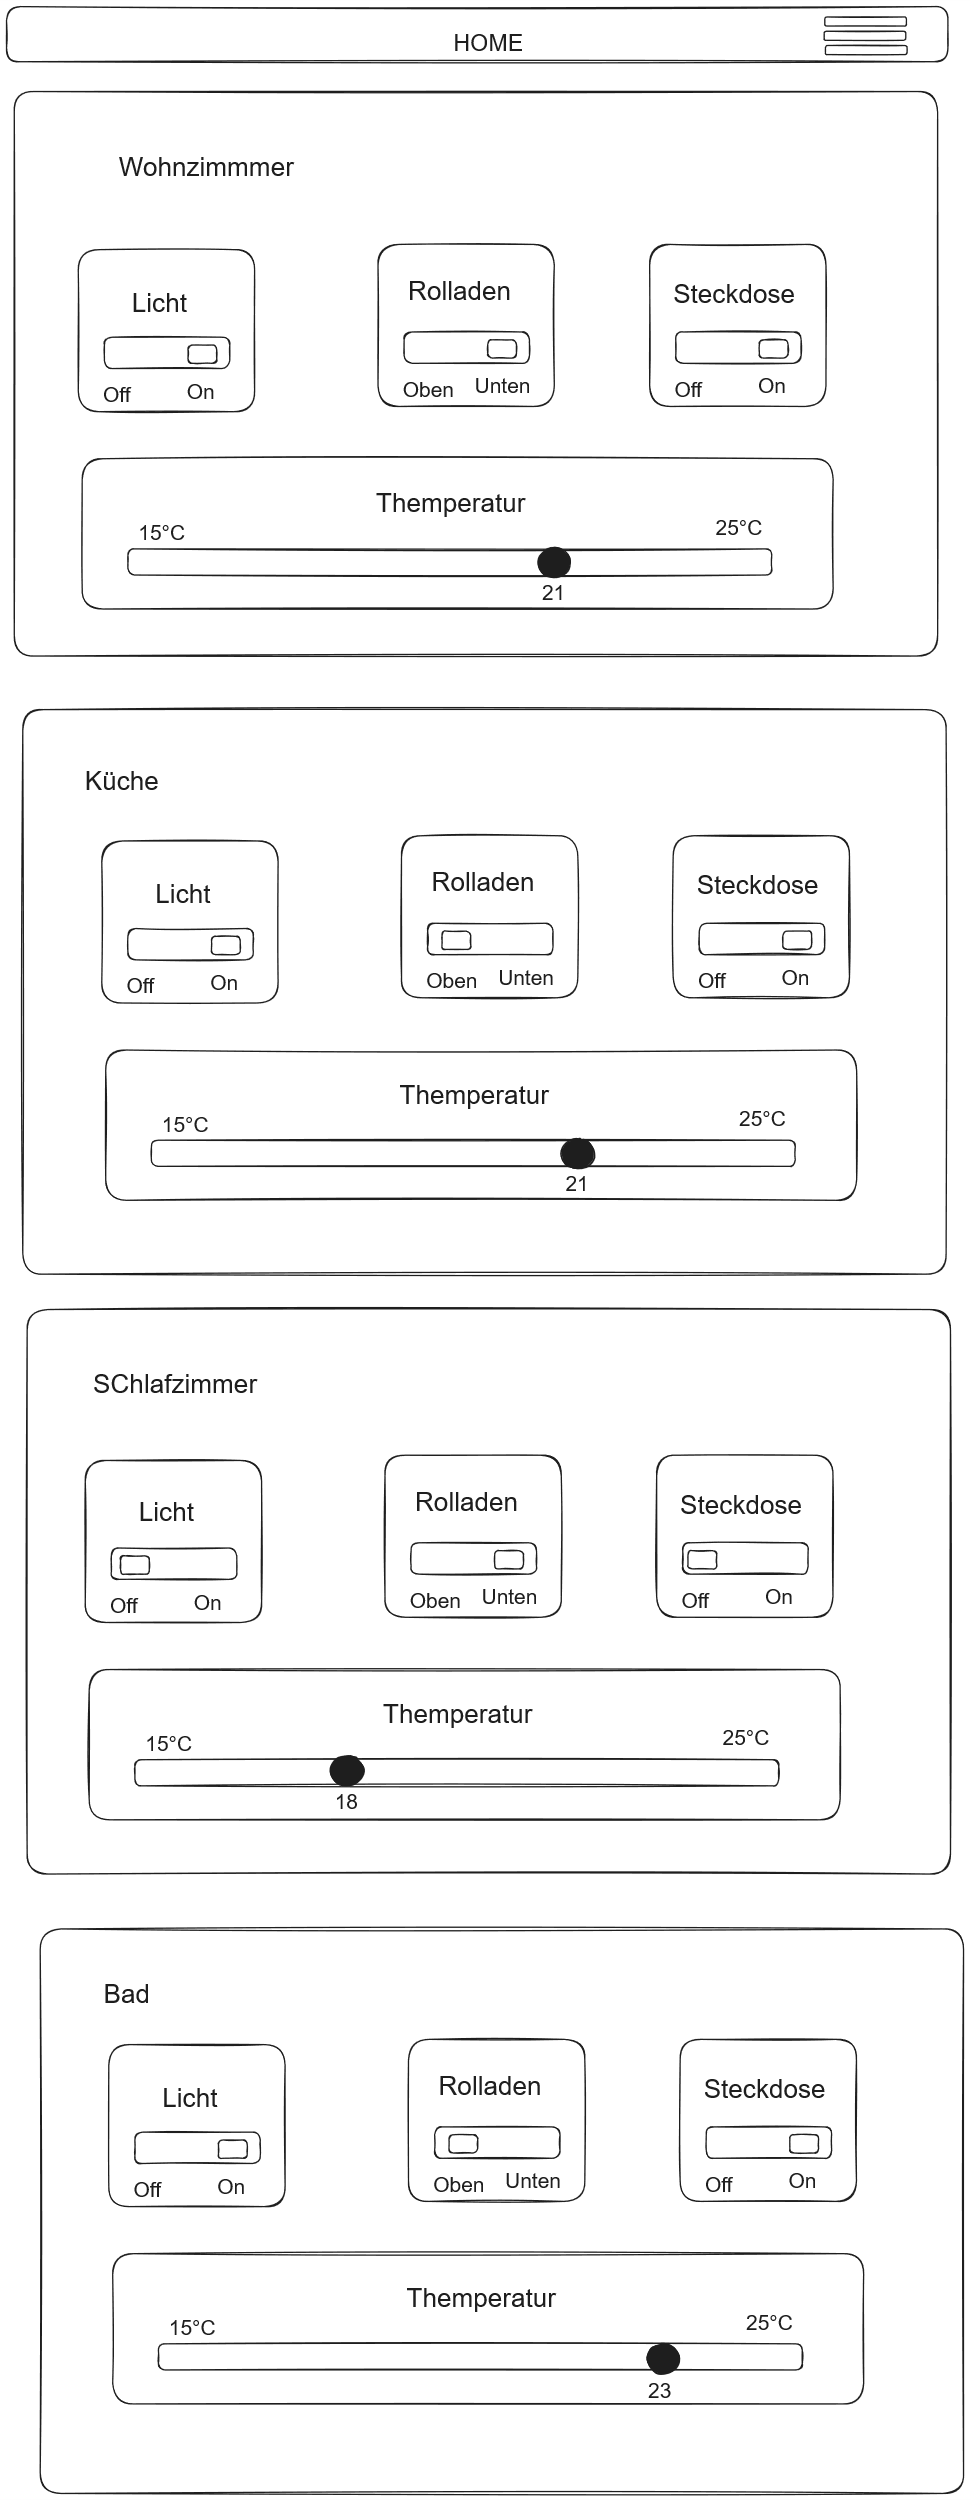 HOME
Wohnzimmmer
Licht
Rolladen
Steckdose
Off On
Oben Unten
Off On
Themperatur
15°C
25°C
21
Küche
Licht
Rolladen
Steckdose
Off On
Oben Unten
Off On
Themperatur
15°C
25°C
21
SChlafzimmer
Licht
Rolladen
Steckdose
Off On
Oben Unten
Off On
Themperatur
15°C
25°C
18
Bad
Licht
Rolladen
Steckdose
Off On
Oben Unten
Off On
Themperatur
15°C
25°C
23